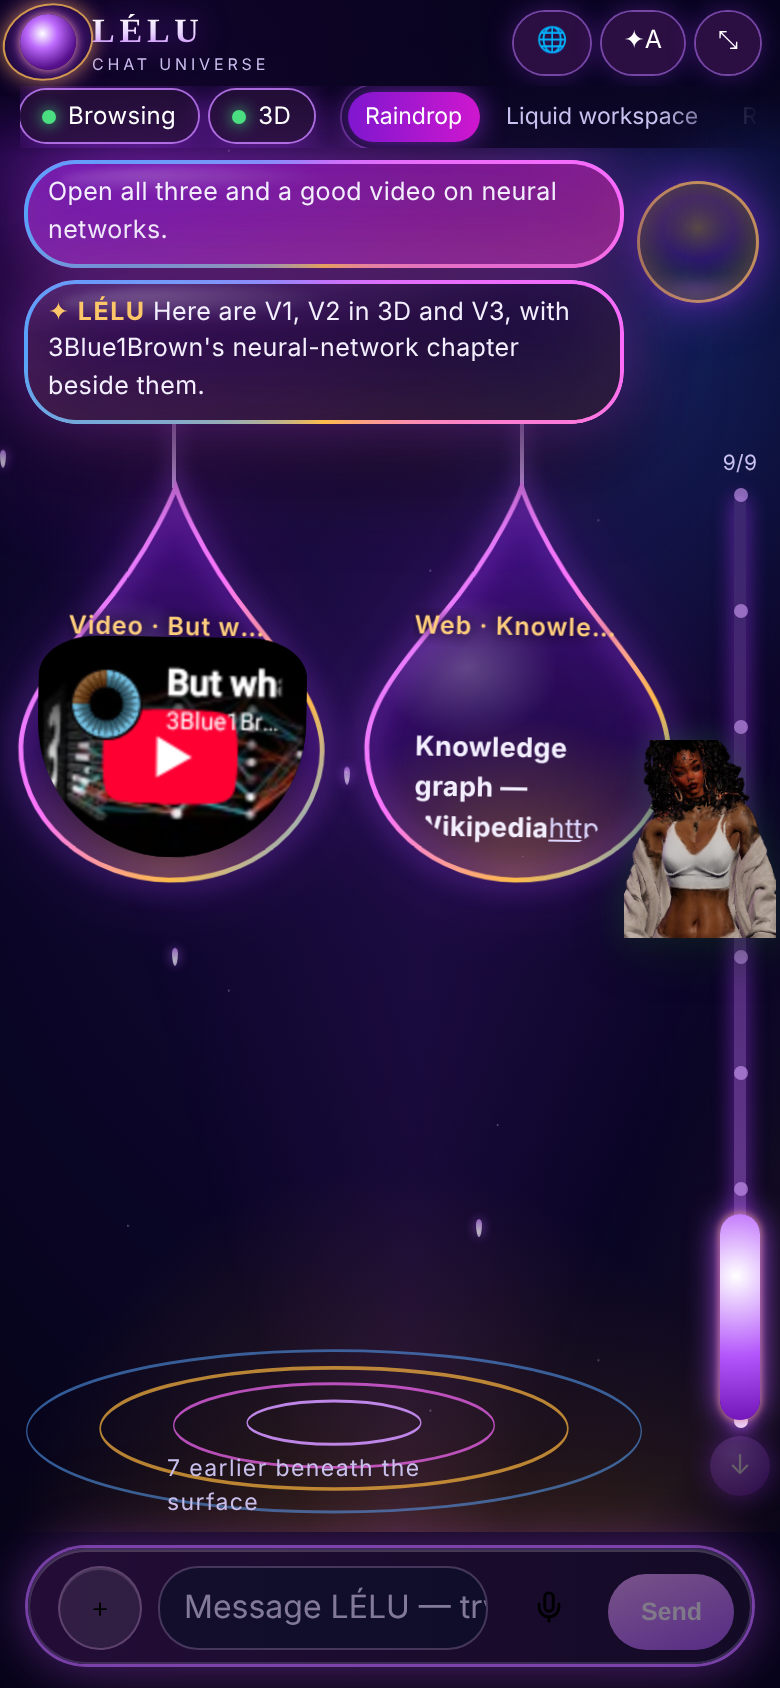 LÉLU
CHAT UNIVERSE
✦A
Browsing
3D
Raindrop
Liquid workspace
R
Open all three and a good video on neural
networks.
✦ LÉLU Here are V1, V2 in 3D and V3, with
3Blue1Brown's neural-network chapter
beside them.
9/9
Video · But w...
Web · Knowle...
But wh
3Blue1Br...
Knowledge
graph —
Wikipediahttp
7 earlier beneath the
surface
+
Message LÉLU — try
Send